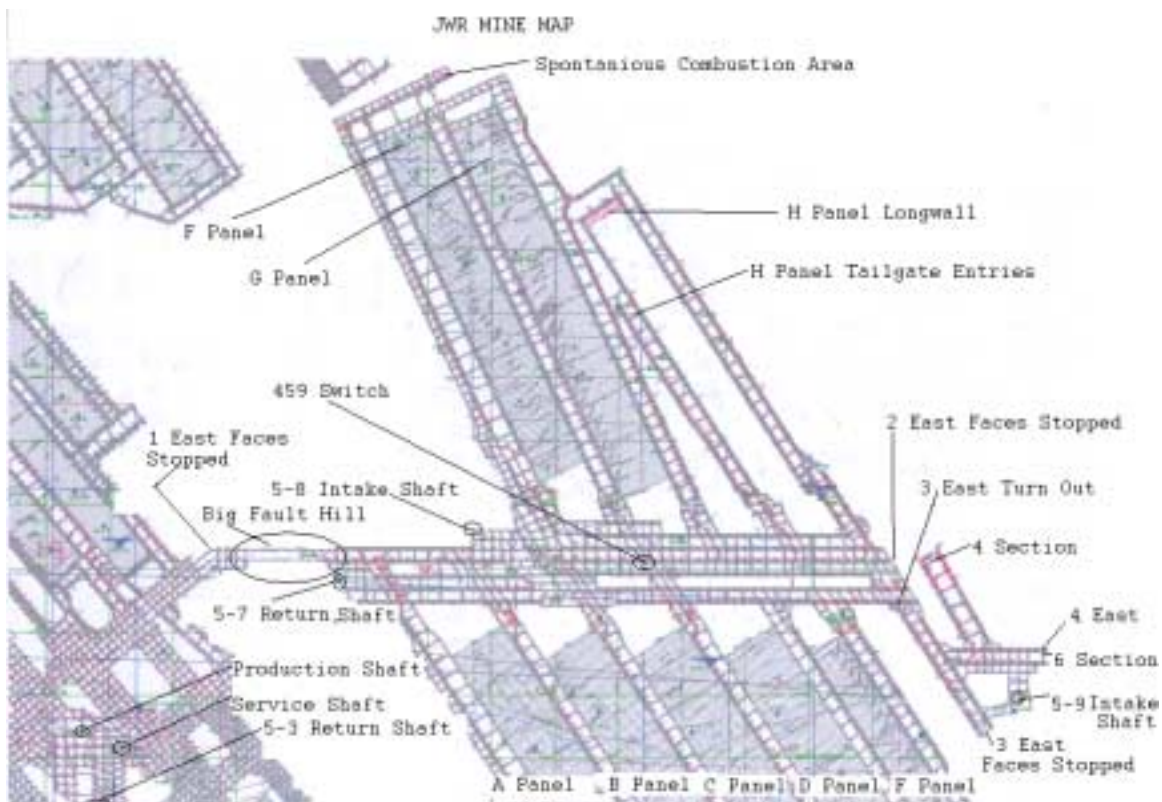 JWR MINE MAP
Spontanious Combustion Area
F Panel
H Panel Longwall
G Panel
H Panel Tailgate Entries
459 Switch
1 East Faces
Stopped
2 East Faces Stopped
5-8 Intake Shaft
3 East Turn Out
Big Fault Hill
4 Section
5-7 Return Shaft
4 East
Production Shaft
6 Section
Service Shaft
5-9 Intake
Shaft
5-3 Return Shaft
3 East
Faces Stopped
A Panel
B Panel
C Panel
D Panel
F Panel